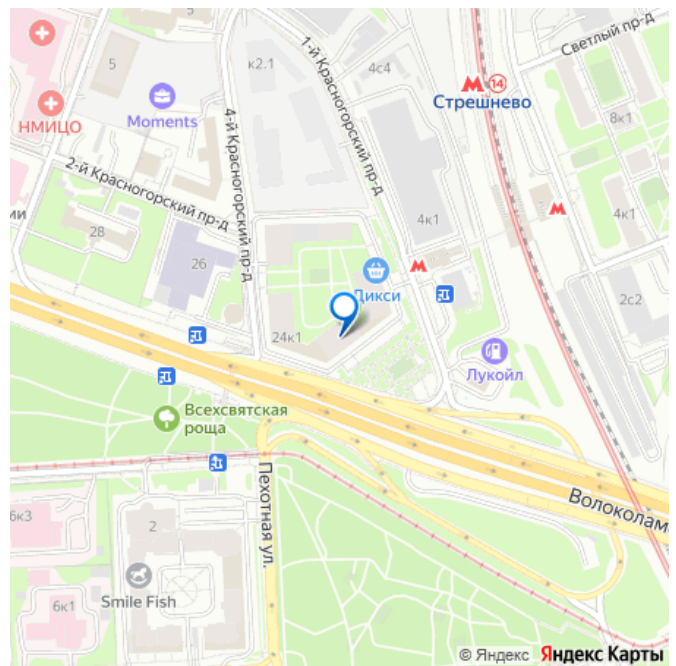 Светлый пр-д
к2.1
4с4
1-й Красногорский пр-д
5
М 14
Стрешнево
НМИЦО
Moments
4-й Красногорский пр-д
8к1
2-й Красногорский пр-д
4к1
М
4к1
28
26
М
Дикси
2с2
24к1
Лукойл
Всехсвятская
роща
Пехотная ул.
Волоколам
6к3
2
Smile Fish
6к1
© Яндекс Яндекс Карты